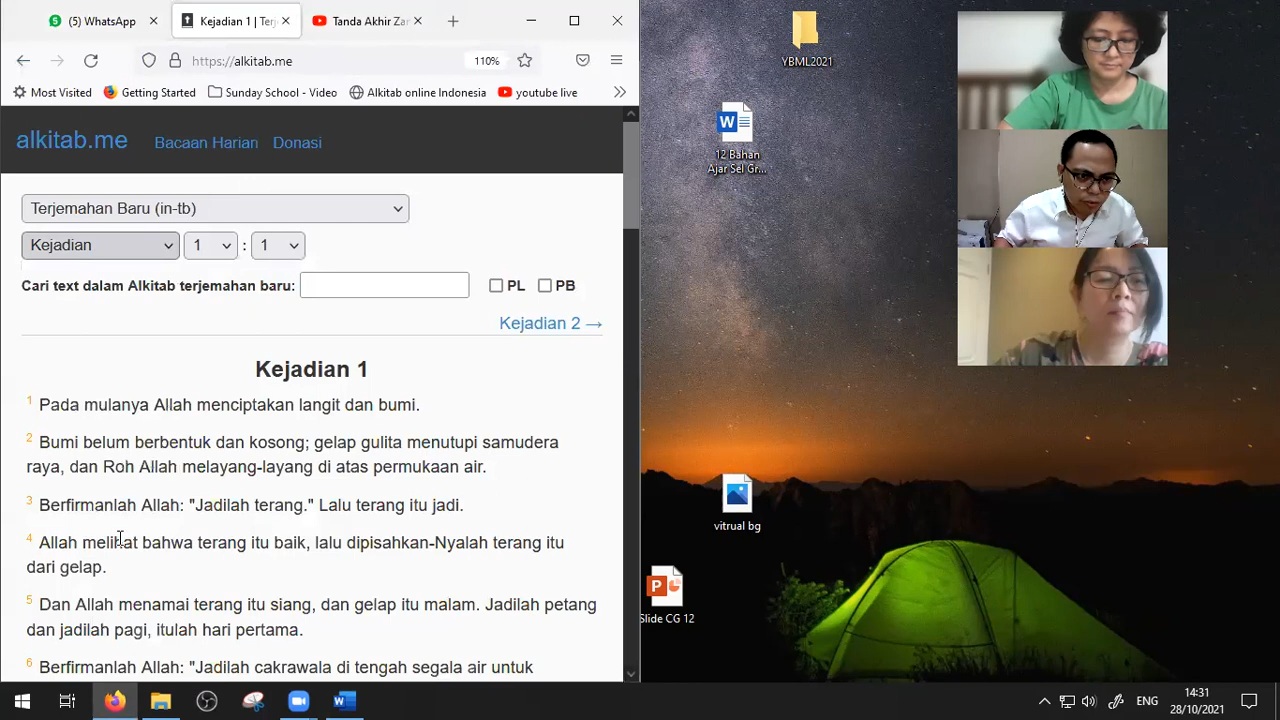 (5) WhatsApp
Kejadian 1 | Terj
Tanda Akhir Zar
https://alkitab.me
110%
Most Visited
Getting Started
Sunday School - Video
Alkitab online Indonesia
youtube live
alkitab.me
Bacaan Harian
Donasi
Terjemahan Baru (in-tb)
Kejadian
1
:
1
Cari text dalam Alkitab terjemahan baru:
PL
PB
Kejadian 2 →
Kejadian 1
1 Pada mulanya Allah menciptakan langit dan bumi.
2 Bumi belum berbentuk dan kosong; gelap gulita menutupi samudera
raya, dan Roh Allah melayang-layang di atas permukaan air.
3 Berfirmanlah Allah: "Jadilah terang." Lalu terang itu jadi.
4 Allah melihat bahwa terang itu baik, lalu dipisahkan-Nyalah terang itu
dari gelap.
5 Dan Allah menamai terang itu siang, dan gelap itu malam. Jadilah petang
dan jadilah pagi, itulah hari pertama.
6 Berfirmanlah Allah: "Jadilah cakrawala di tengah segala air untuk
YBML2021
12 Bahan
Ajar Sel Gr...
vitrual bg
Slide CG 12
ENG
14:31
28/10/2021